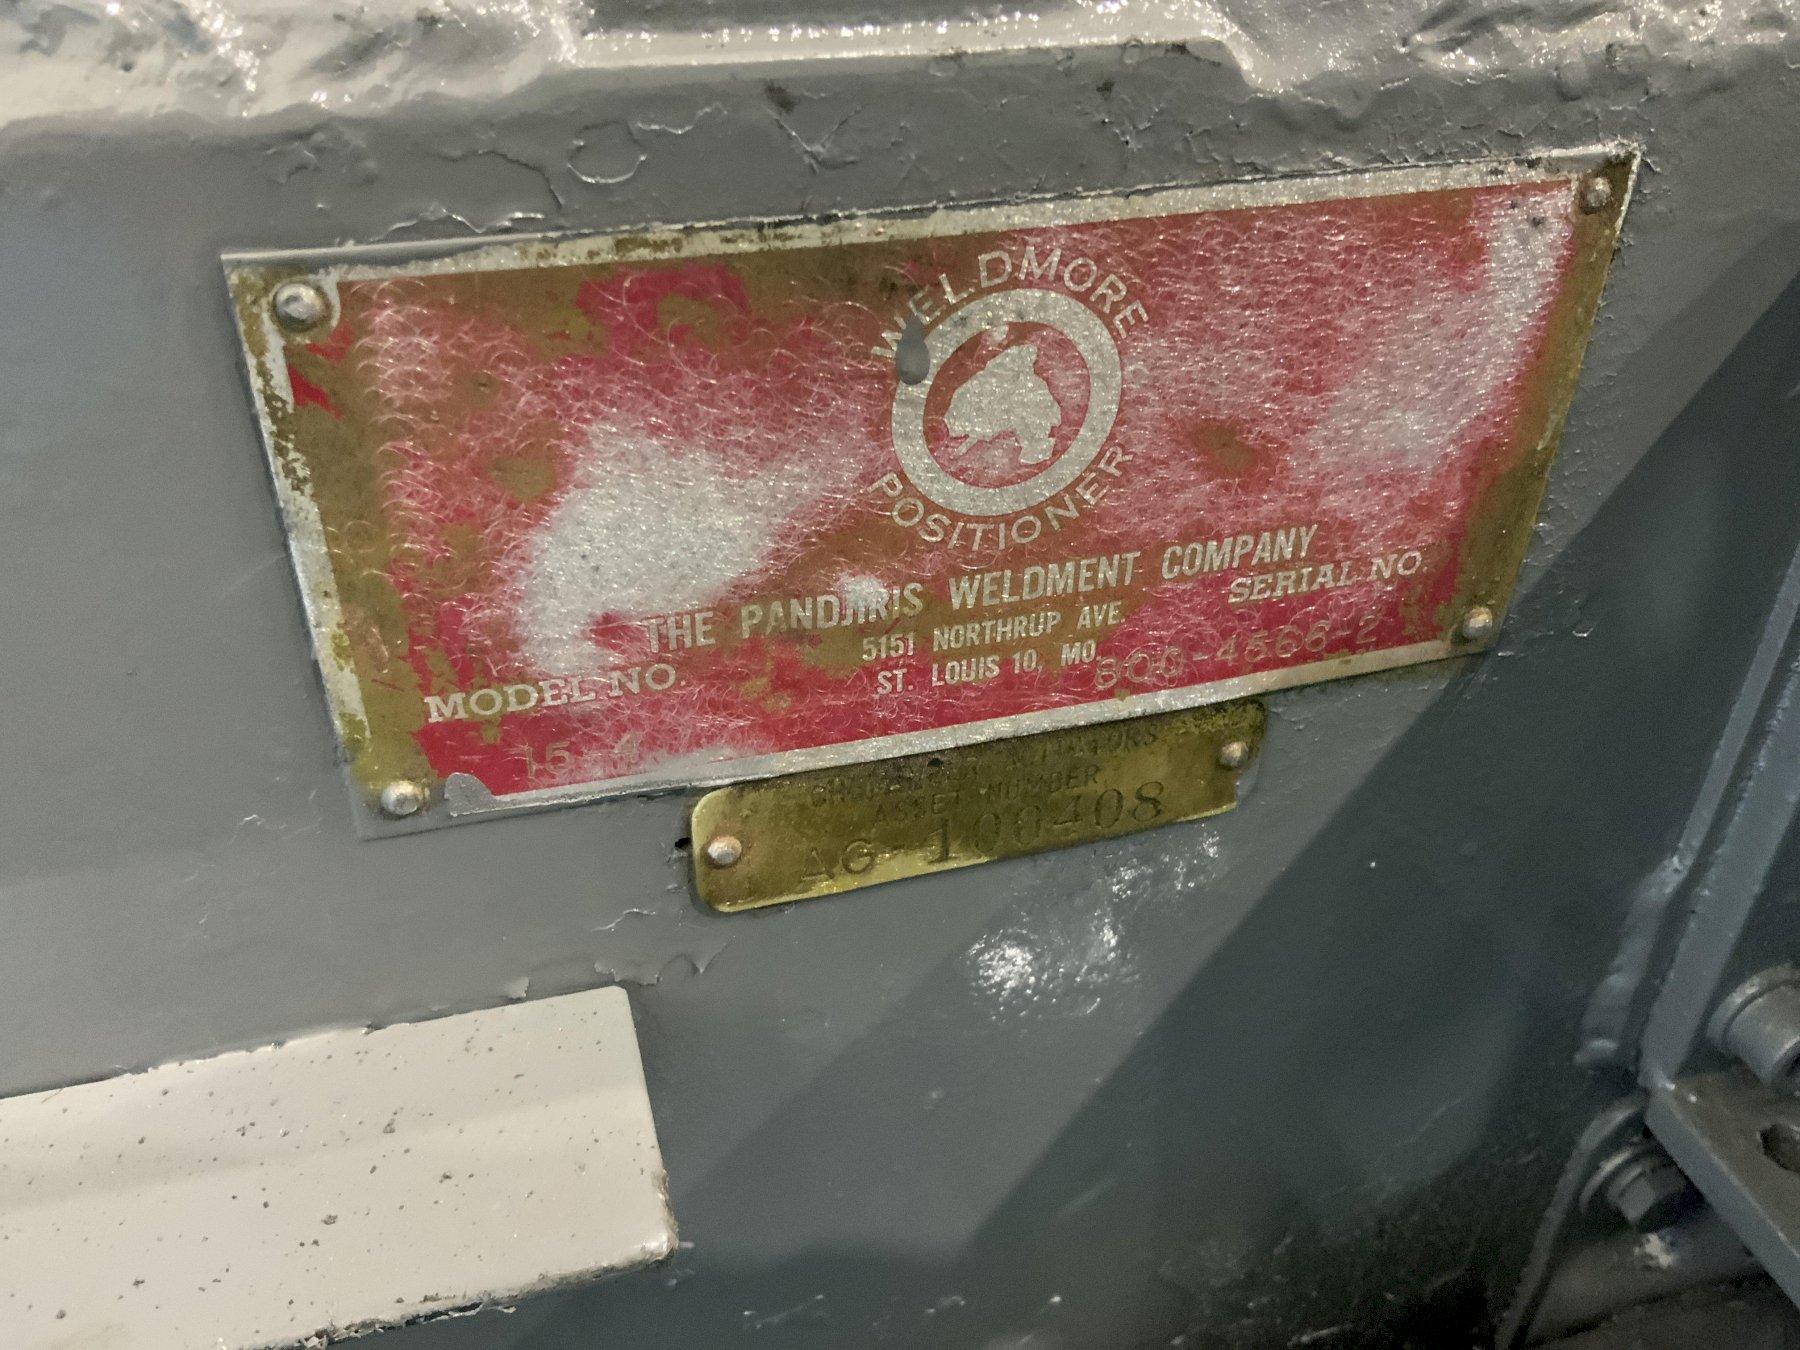 WELDMORE
POSITIONER
THE PANDJIRIS WELDMENT COMPANY
5151 NORTHRUP AVE.
ST. LOUIS 10, MO.
MODEL NO.
15-4
SERIAL NO.
800-4566-2
ASSET NUMBER
AG-106408